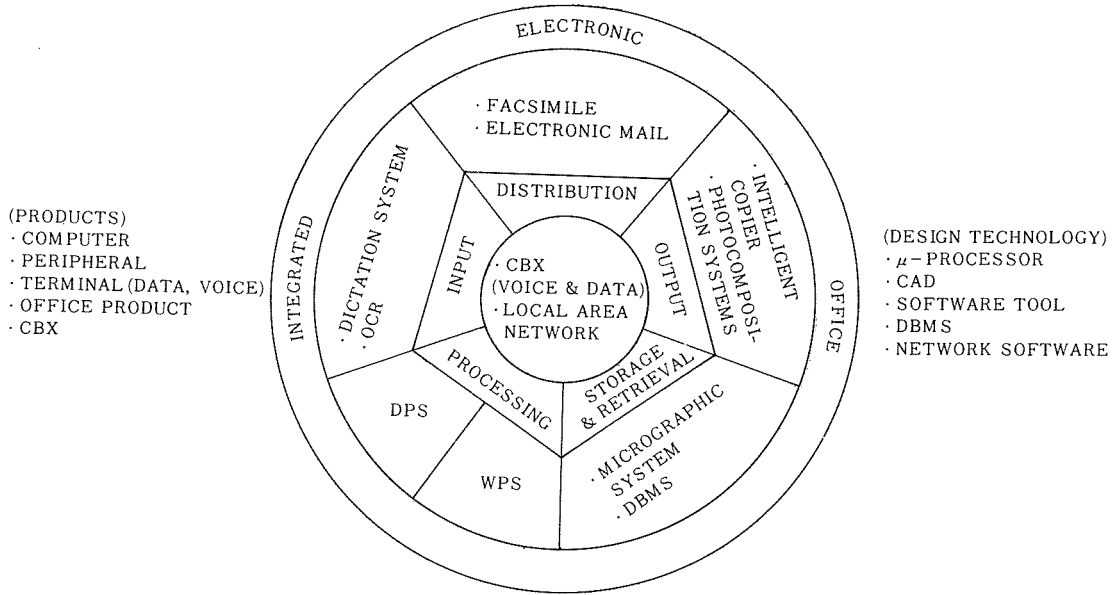 ELECTRONIC
INTEGRATED
OFFICE
· FACSIMILE
· ELECTRONIC MAIL
DISTRIBUTION
· DICTATION SYSTEM
· OCR
INPUT
· CBX
(VOICE & DATA)
· LOCAL AREA
NETWORK
OUTPUT
· INTELLIGENT
COPIER
· PHOTOCOMPOSI-
TION SYSTEMS
PROCESSING
STORAGE
& RETRIEVAL
DPS
WPS
· MICROGRAPHIC
SYSTEM
· DBMS
(PRODUCTS)
· COMPUTER
· PERIPHERAL
· TERMINAL (DATA, VOICE)
· OFFICE PRODUCT
· CBX
(DESIGN TECHNOLOGY)
· μ-PROCESSOR
· CAD
· SOFTWARE TOOL
· DBMS
· NETWORK SOFTWARE